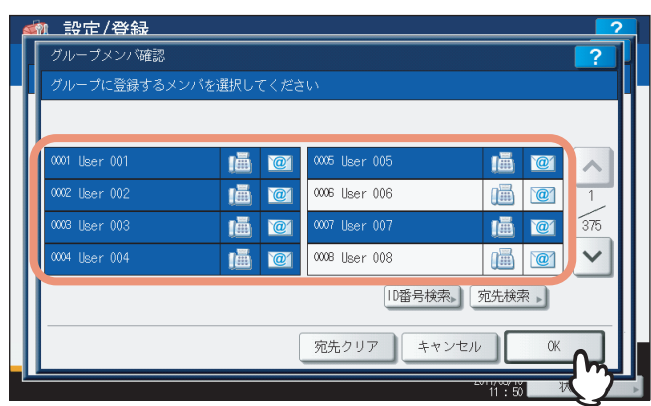 設定/登録
?
グループメンバ確認
?
グループに登録するメンバを選択してください
0001 User 001
0005 User 005
0002 User 002
0006 User 006
1
0003 User 003
0007 User 007
375
0004 User 004
0008 User 008
ID番号検索
宛先検索
宛先クリア
キャンセル
OK
11 : 50